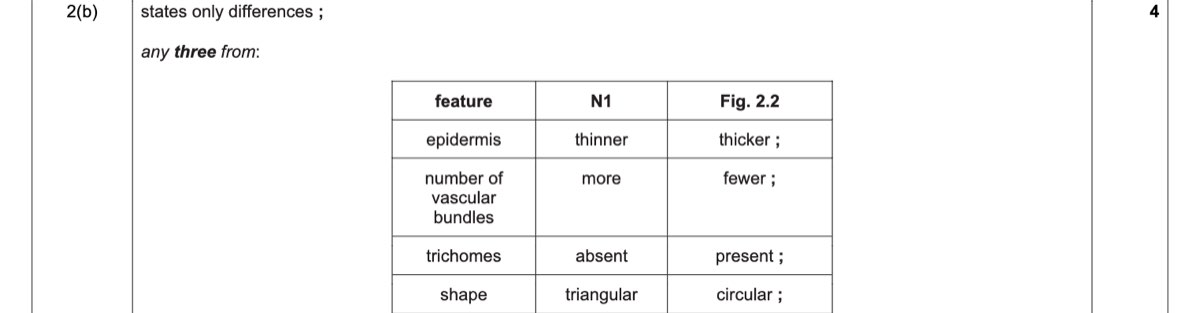 2(b) states only differences ; 4
any three from:
feature N1 Fig. 2.2
epidermis thinner thicker ;
number of more fewer ;
vascular
bundles
trichomes absent present ;
shape triangular circular ;